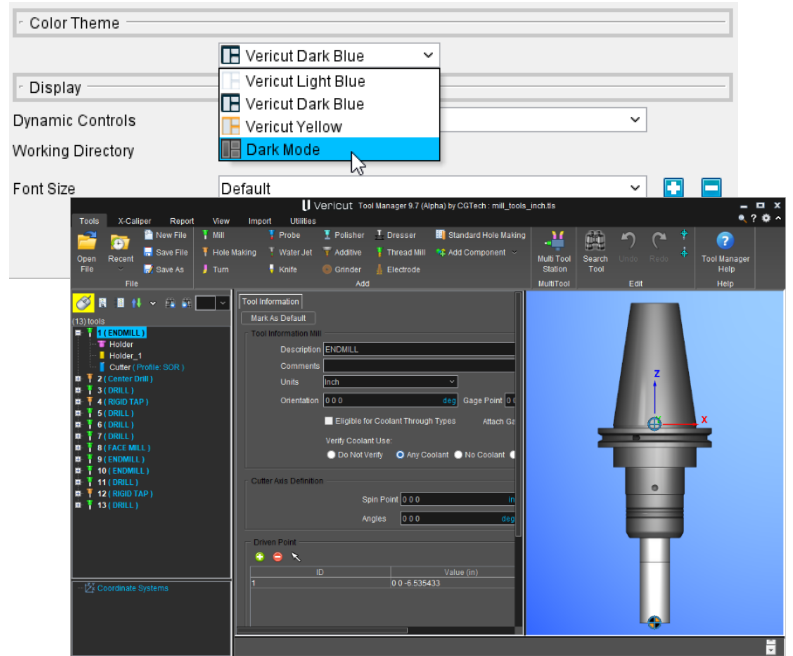 Color Theme
Vericut Dark Blue
Vericut Light Blue
Vericut Dark Blue
Vericut Yellow
Dark Mode
Display
Dynamic Controls
Working Directory
Font Size
Default
Vericut Tool Manager 9.7 (Alpha) by CGTech : mill_tools_inch.tls
Tools X-Caliper Report View Import Utilities
New File Mill Probe Polisher Dresser Standard Hole Making
Save File Hole Making Water Jet Additive Thread Mill Add Component
Save As Turn Knife Grinder Electrode
Open File
Recent
Multi Tool Station
Search Tool
Undo
Redo
Tool Manager Help
File Add MultiTool Edit Help
(13) tools
1 ( ENDMILL )
Holder
Holder_1
Cutter ( Profile: SOR )
2 ( Center Drill )
3 ( DRILL )
4 ( RIGID TAP )
5 ( DRILL )
6 ( DRILL )
7 ( DRILL )
8 ( FACE MILL )
9 ( ENDMILL )
10 ( ENDMILL )
11 ( DRILL )
12 ( RIGID TAP )
13 ( DRILL )
Coordinate Systems
Tool Information
Mark As Default
Tool Information Mill
Description ENDMILL
Comments
Units Inch
Orientation 0 0 0 deg Gage Point 0
Eligible for Coolant Through Types Attach Ga
Verify Coolant Use:
Do Not Verify Any Coolant No Coolant
Cutter Axis Definition
Spin Point 0 0 0 in
Angles 0 0 0 deg
Driven Point
ID Value (in)
1 0 0 -6.535433
Z
X